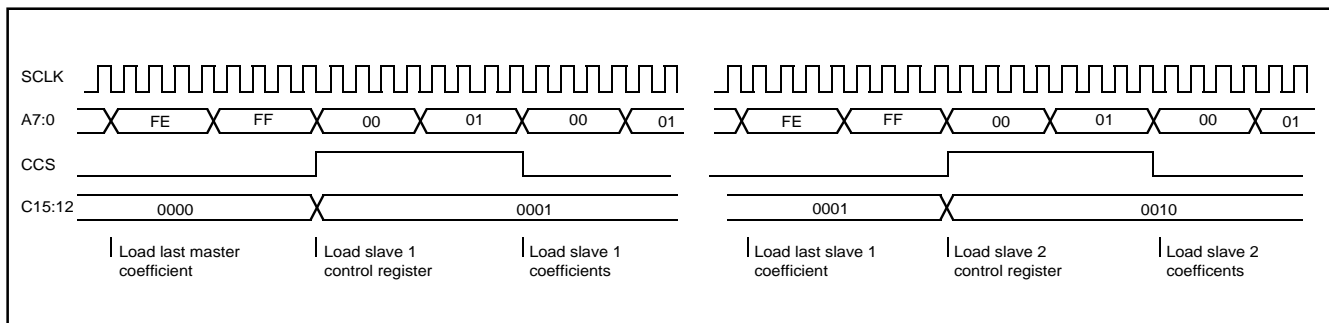 SCLK
A7:0 FE FF 00 01 00 01 FE FF 00 01 00 01
CCS
C15:12 0000 0001 0001 0010
Load last master
coefficient
Load slave 1
control register
Load slave 1
coefficients
Load last slave 1
coefficient
Load slave 2
control register
Load slave 2
coefficents